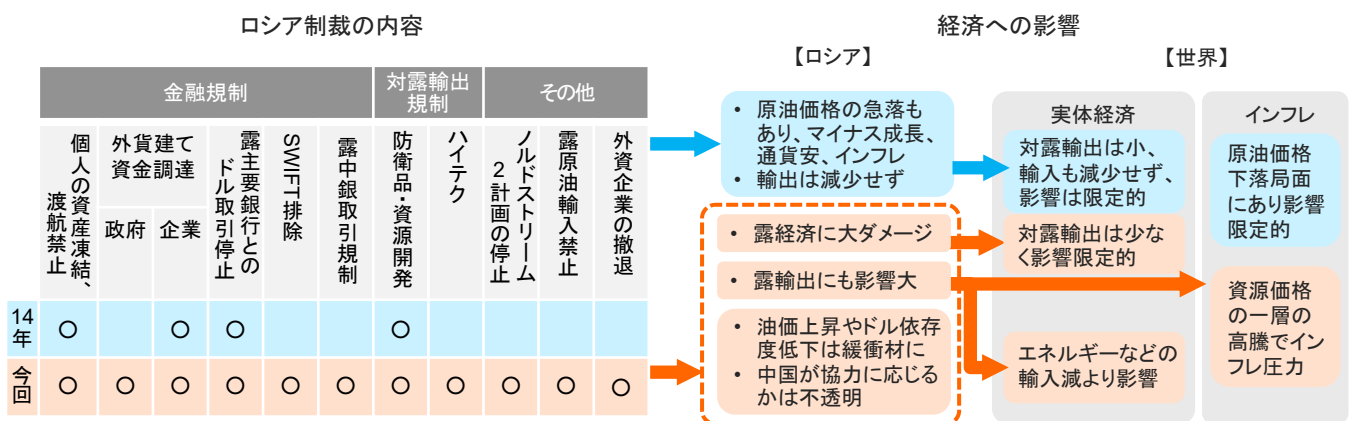 ロシア制裁の内容
経済への影響
【ロシア】
【世界】
金融規制
対露輸出
規制
その他
個人の資産凍結、
渡航禁止
外貨建て
資金調達
政府
企業
露主要銀行との
ドル取引停止
SWIFT排除
露中銀取引規制
防衛品・資源開発
ハイテク
ノルドストリーム
2計画の停止
露原油輸入禁止
外資企業の撤退
14
年
○ ○ ○ ○
今
回
○ ○ ○ ○ ○ ○ ○ ○ ○ ○ ○
• 原油価格の急落も
あり、マイナス成長、
通貨安、インフレ
• 輸出は減少せず
• 露経済に大ダメージ
• 露輸出にも影響大
• 油価上昇やドル依存
度低下は緩衝材に
• 中国が協力に応じる
かは不透明
実体経済
対露輸出は小、
輸入も減少せず、
影響は限定的
対露輸出は少な
く影響限定的
エネルギーなどの
輸入減より影響
インフレ
原油価格
下落局面
にあり影響
限定的
資源価格
の一層の
高騰でイン
フレ圧力